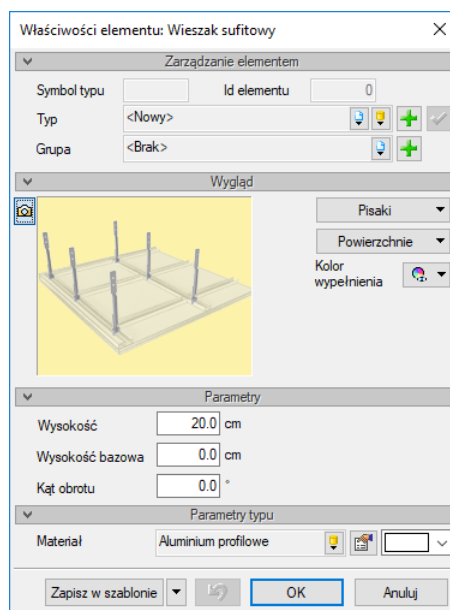 Właściwości elementu: Wieszak sufitowy
Zarządzanie elementem
Symbol typu Id elementu 0
Typ <Nowy>
Grupa <Brak>
Wygląd
Pisaki
Powierzchnie
Kolor
wypełnienia
Parametry
Wysokość 20.0 cm
Wysokość bazowa 0.0 cm
Kąt obrotu 0.0 °
Parametry typu
Materiał Aluminium profilowe
Zapisz w szablonie OK Anuluj